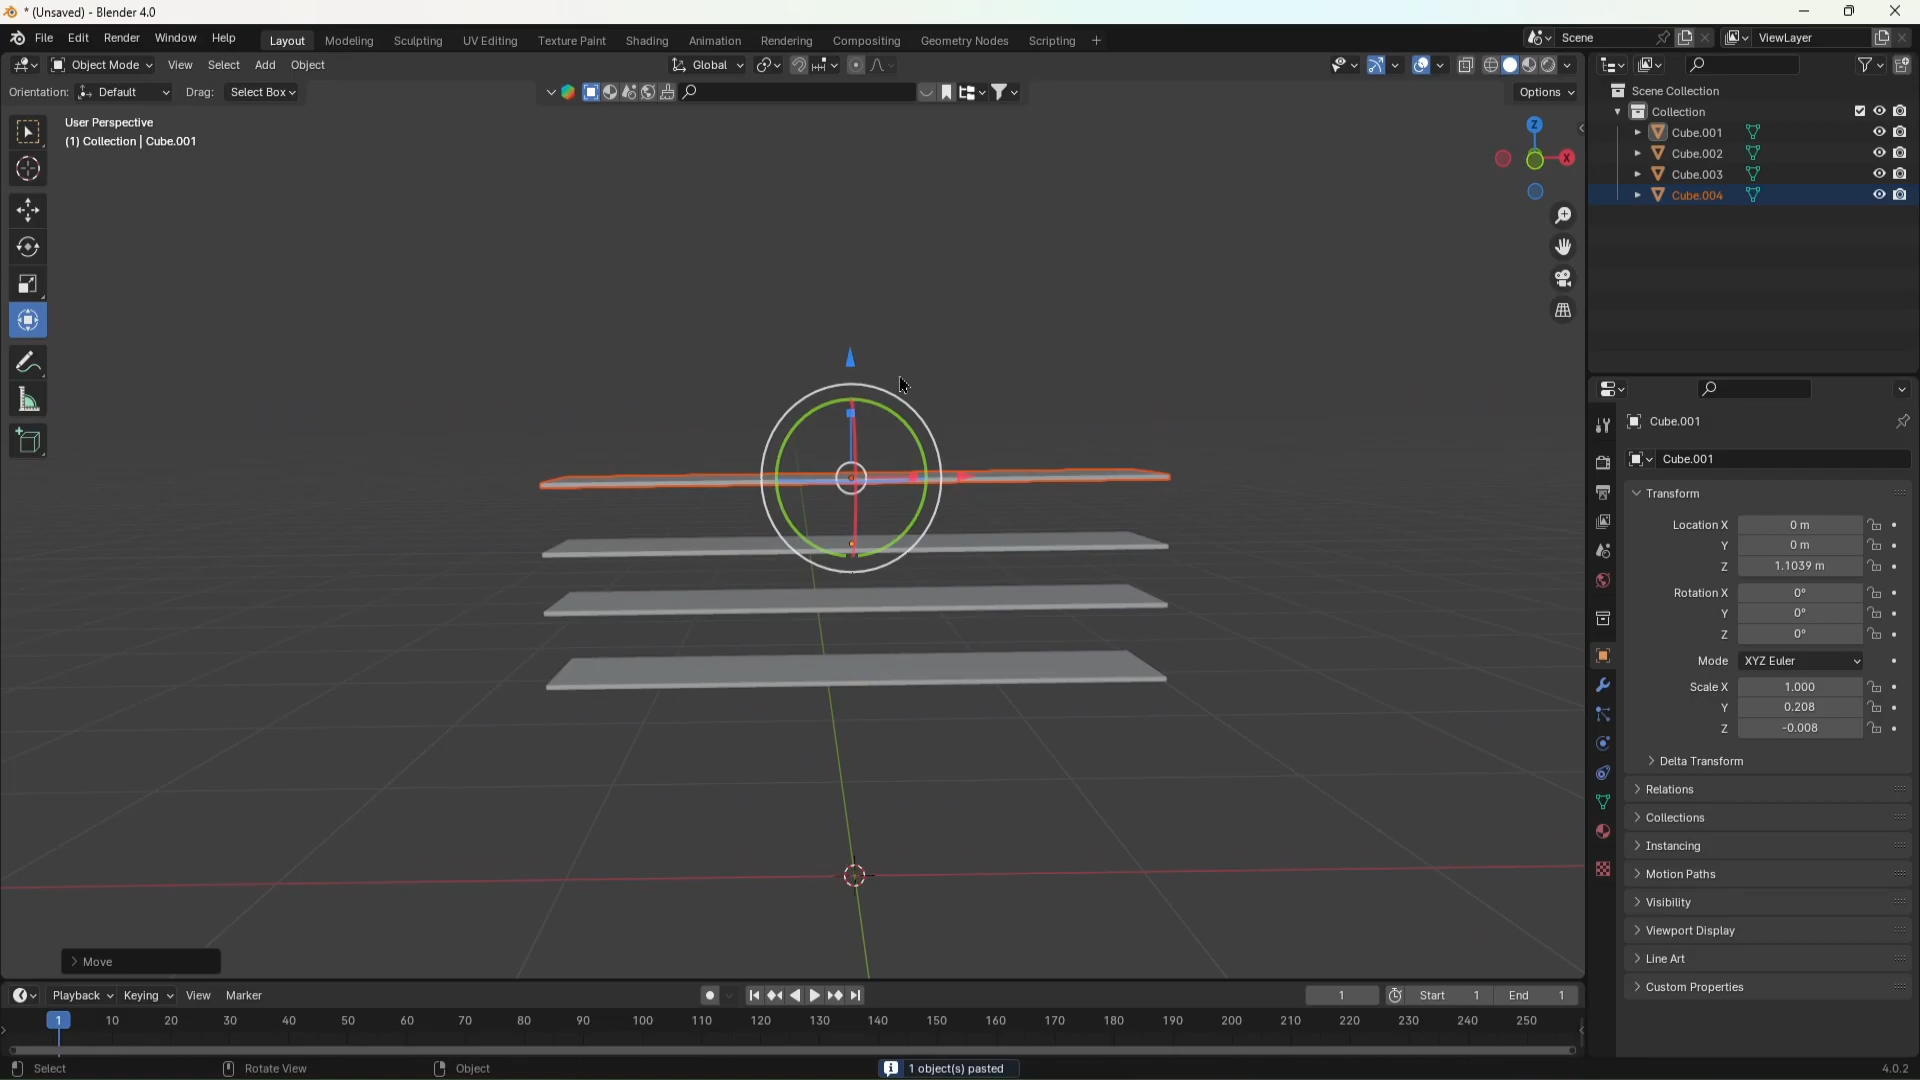 * (Unsaved) - Blender 4.0
File Edit Render Window Help
Layout Modeling Sculpting UV Editing Texture Paint Shading Animation Rendering Compositing Geometry Nodes Scripting +
Scene
ViewLayer
Object Mode View Select Add Object
Global
Orientation: Default Drag: Select Box
Options
User Perspective
(1) Collection | Cube.001
Z
X
Scene Collection
Collection
Cube.001
Cube.002
Cube.003
Cube.004
Cube.001
Cube.001
Transform
Location X 0 m
Y 0 m
Z 1.1039 m
Rotation X 0°
Y 0°
Z 0°
Mode XYZ Euler
Scale X 1.000
Y 0.208
Z -0.008
Delta Transform
Relations
Collections
Instancing
Motion Paths
Visibility
Viewport Display
Line Art
Custom Properties
Move
Playback Keying View Marker
1 Start 1 End 1
1 10 20 30 40 50 60 70 80 90 100 110 120 130 140 150 160 170 180 190 200 210 220 230 240 250
Select Rotate View Object
1 object(s) pasted
4.0.2